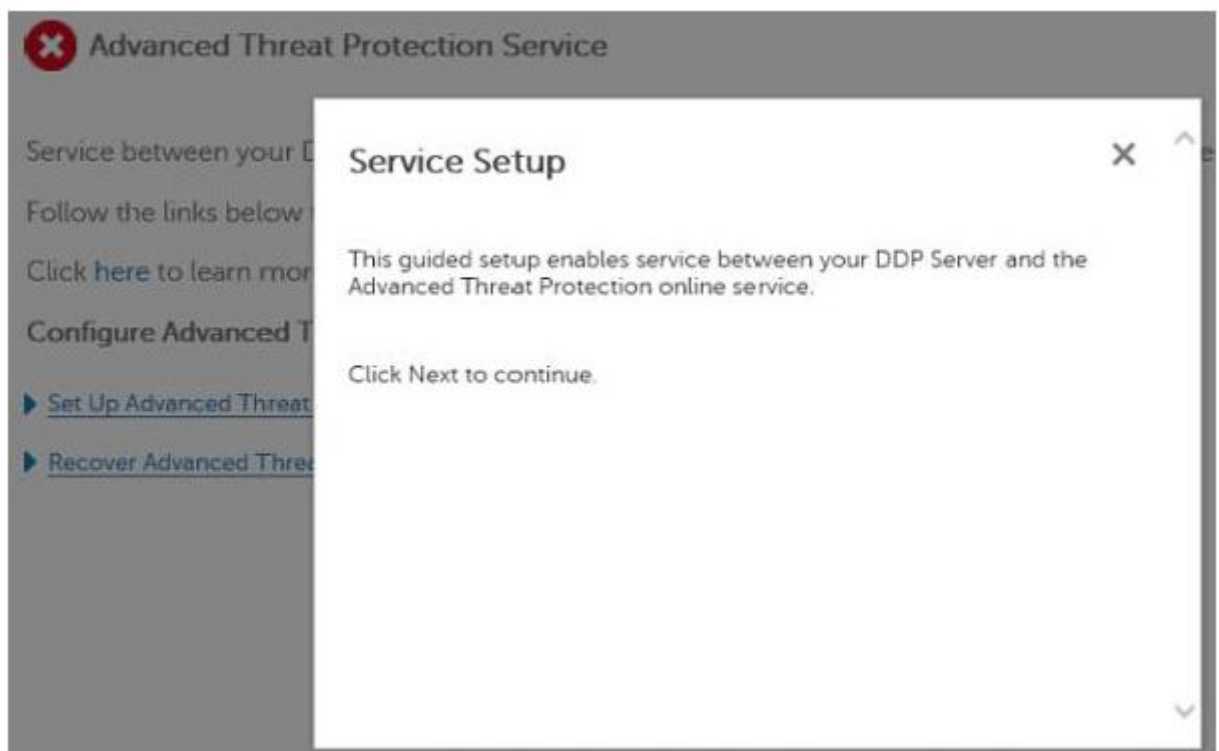 Advanced Threat Protection Service
Service between your
Follow the links below
Click here to learn
Configure Advanced
Set Up Advanced Threat
Recover Advanced
Service Setup
This guided setup enables service between your DDP Server and the
Advanced Threat Protection online service.
Click Next to continue.